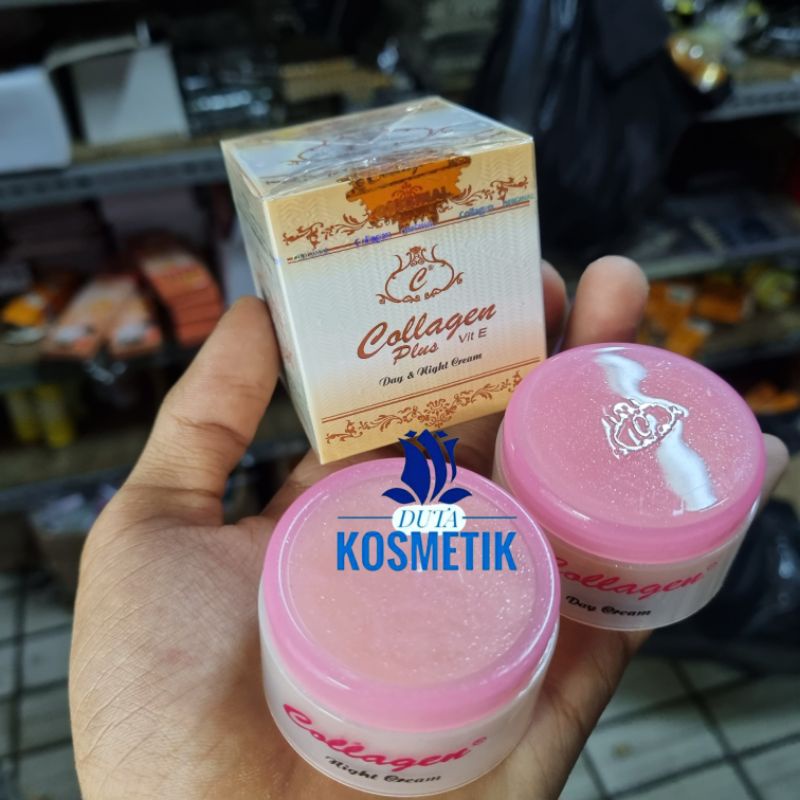 C®
Collagen
Plus Vit E
Day & Night Cream
DUTA
KOSMETIK
C
Collagen®
Day Cream
Collagen®
Night Cream